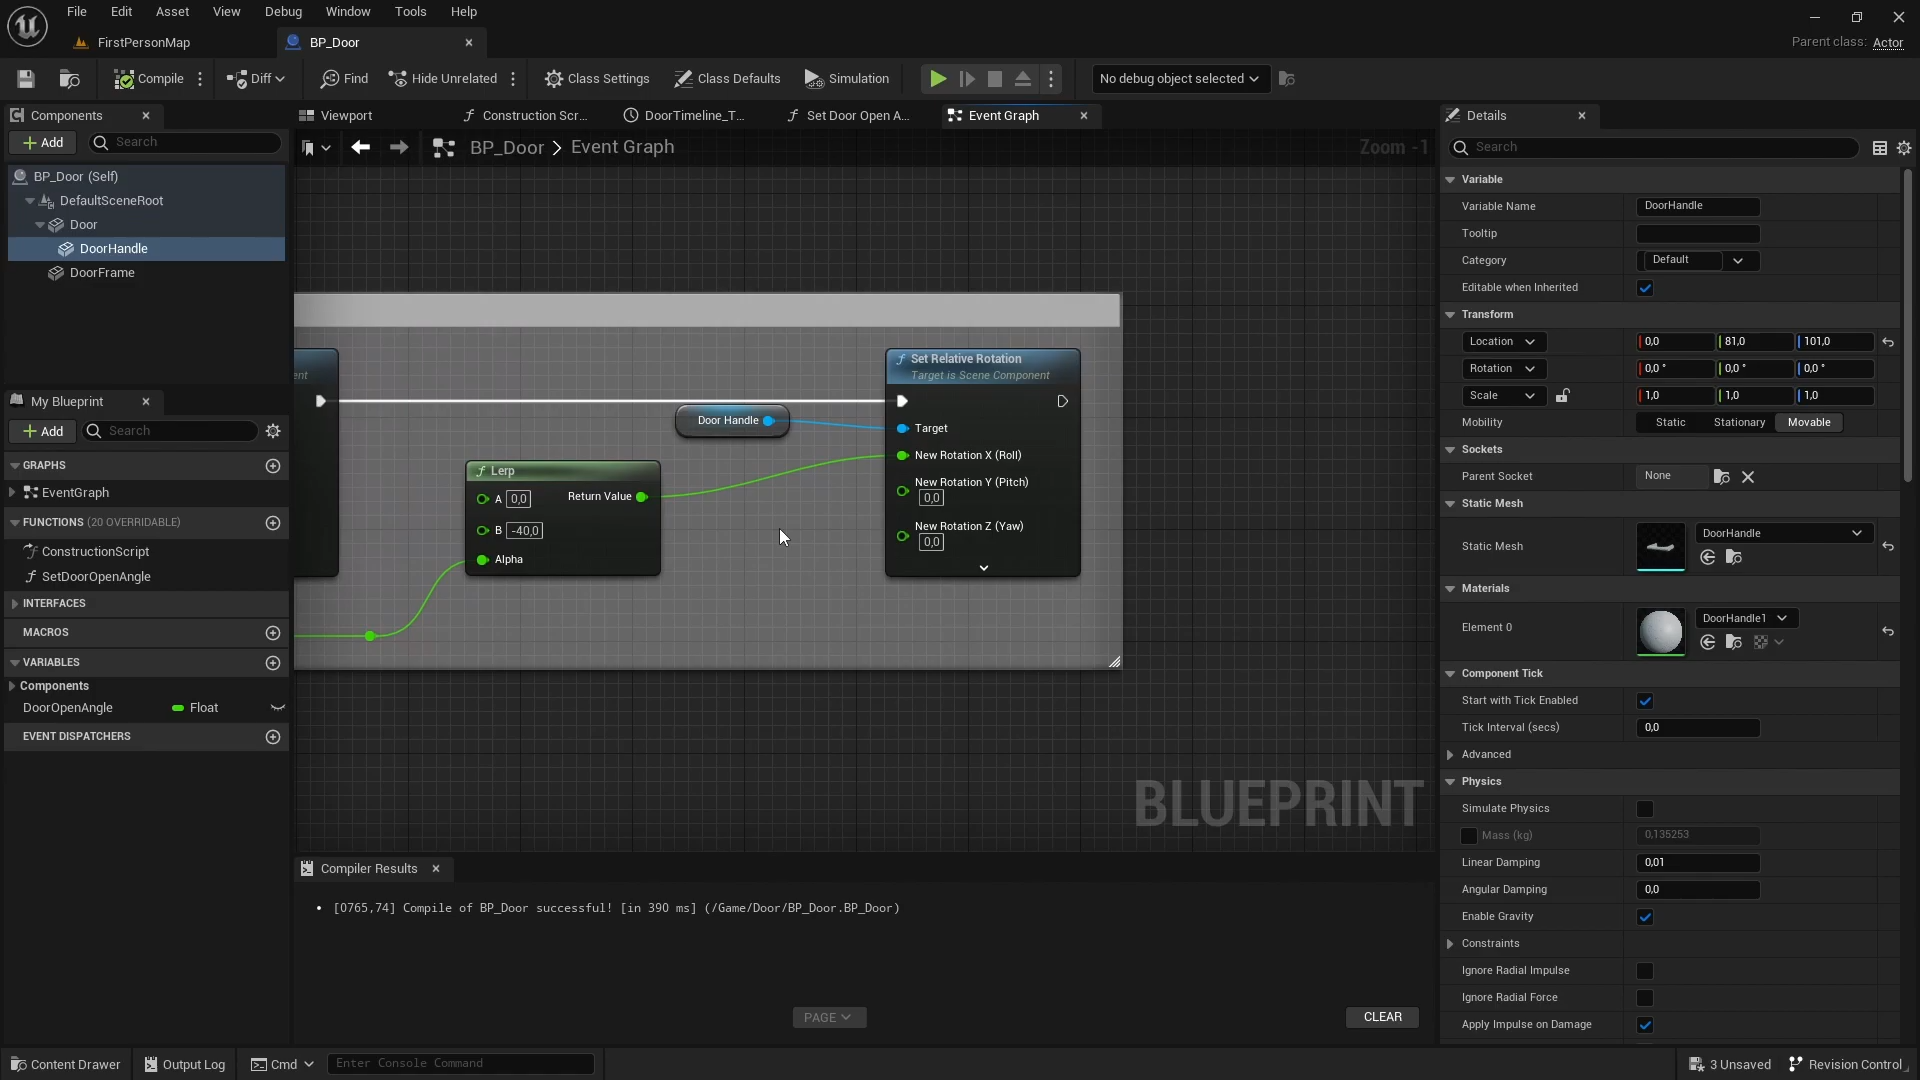 File Edit Asset View Debug Window Tools Help
FirstPersonMap
BP_Door
Parent class: Actor
Compile
Diff
Find
Hide Unrelated
Class Settings
Class Defaults
Simulation
No debug object selected
Components
Add
Search
BP_Door (Self)
DefaultSceneRoot
Door
DoorHandle
DoorFrame
My Blueprint
Add
Search
GRAPHS
EventGraph
FUNCTIONS (20 OVERRIDABLE)
ConstructionScript
SetDoorOpenAngle
INTERFACES
MACROS
VARIABLES
Components
DoorOpenAngle Float
EVENT DISPATCHERS
Viewport
Construction Scr...
DoorTimeline_T...
Set Door Open A...
Event Graph
BP_Door > Event Graph
Zoom -1
ent
Door Handle
Lerp
A 0,0
Return Value
B -40,0
Alpha
Set Relative Rotation
Target is Scene Component
Target
New Rotation X (Roll)
New Rotation Y (Pitch)
0,0
New Rotation Z (Yaw)
0,0
BLUEPRINT
Compiler Results
• [0765,74] Compile of BP_Door successful! [in 390 ms] (/Game/Door/BP_Door.BP_Door)
PAGE
CLEAR
Details
Search
Variable
Variable Name DoorHandle
Tooltip
Category Default
Editable when Inherited
Transform
Location 0,0 81,0 101,0
Rotation 0,0 ° 0,0 ° 0,0 °
Scale 1,0 1,0 1,0
Mobility Static Stationary Movable
Sockets
Parent Socket None
Static Mesh
Static Mesh DoorHandle
Materials
Element 0 DoorHandle1
Component Tick
Start with Tick Enabled
Tick Interval (secs) 0,0
Advanced
Physics
Simulate Physics
Mass (kg) 0,135253
Linear Damping 0,01
Angular Damping 0,0
Enable Gravity
Constraints
Ignore Radial Impulse
Ignore Radial Force
Apply Impulse on Damage
Content Drawer
Output Log
Cmd
Enter Console Command
3 Unsaved
Revision Control